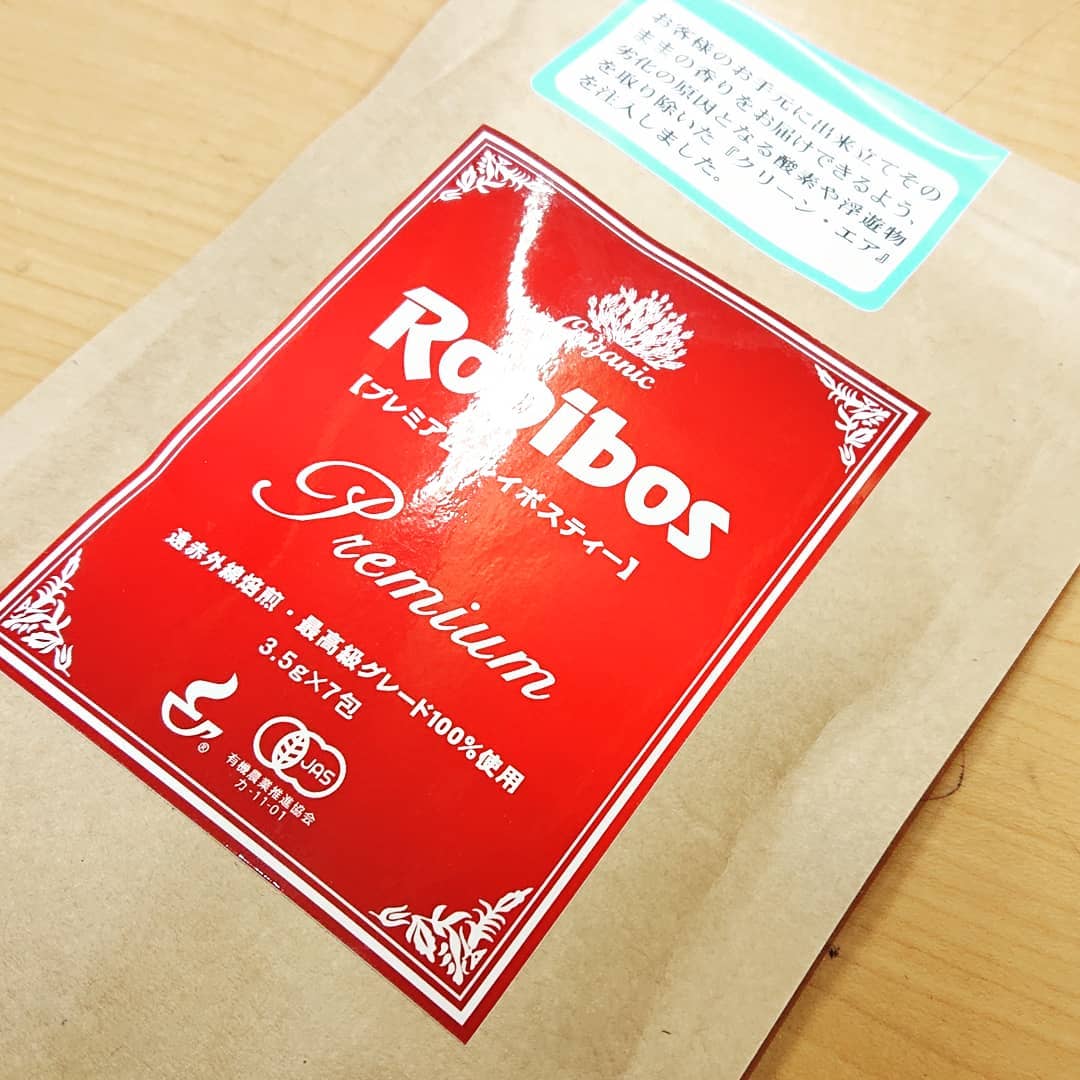 お客様のお手元に出来立てその
ままの香りをお届けできるよう、
劣化の原因となる酸素や浮遊物
を取り除いた『クリーン・エア』
を注入しました。
Organic
Rooibos
【プレミアムルイボスティー】
Premium
遠赤外線焙煎・最高級グレード100%使用
3.5g×7包
®
JAS
有機農業推進協会
カ-11-01